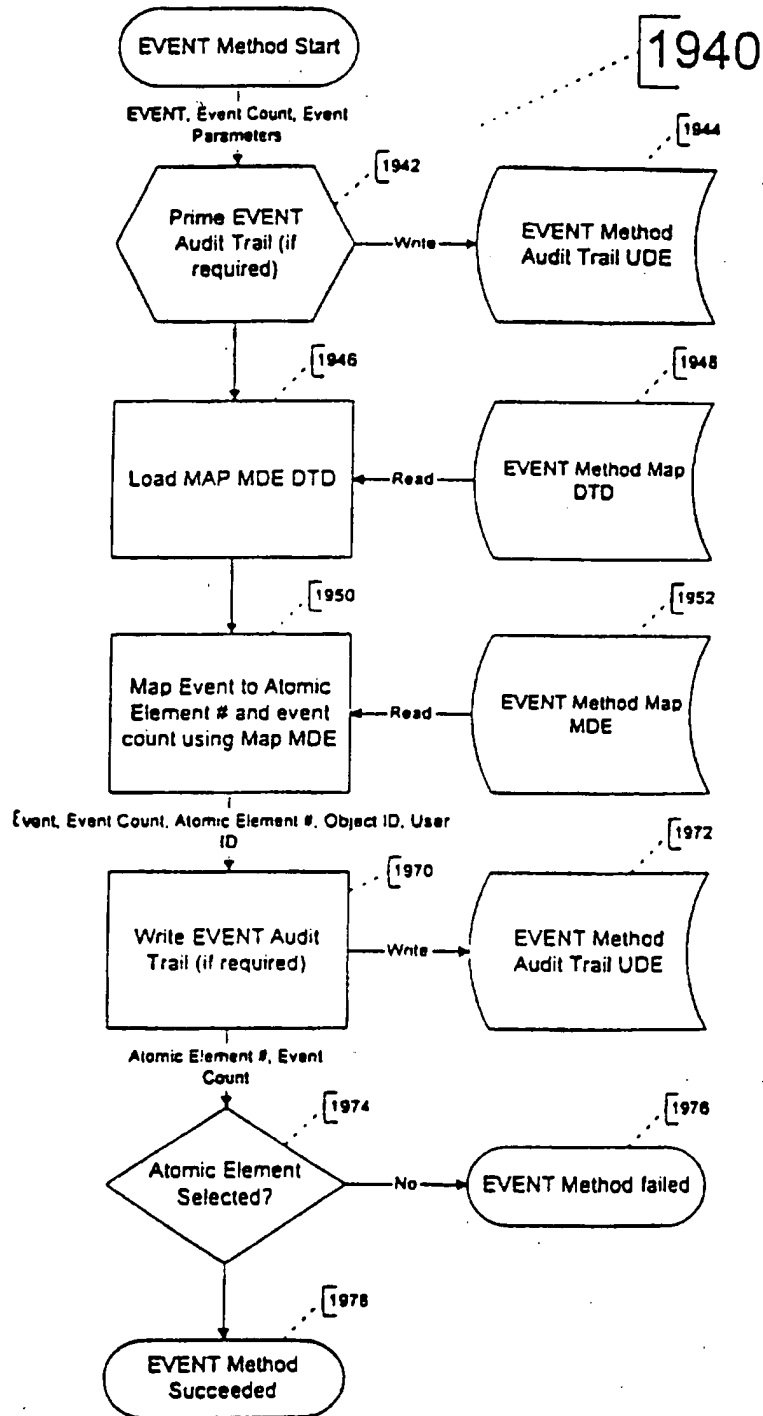 EVENT Method Start
1940
EVENT, Event Count, Event
Parameters
1942
1944
Prime EVENT
Audit Trail (if
required)
Write
EVENT Method
Audit Trail UDE
1946
1948
Load MAP MDE DTD
Read
EVENT Method Map
DTD
1950
1952
Map Event to Atomic
Element # and event
count using Map MDE
Read
EVENT Method Map
MDE
Event, Event Count, Atomic Element #, Object ID, User
ID
1970
1972
Write EVENT Audit
Trail (if required)
Write
EVENT Method
Audit Trail UDE
Atomic Element #, Event
Count
1974
1976
Atomic Element
Selected?
No
EVENT Method failed
1978
EVENT Method
Succeeded